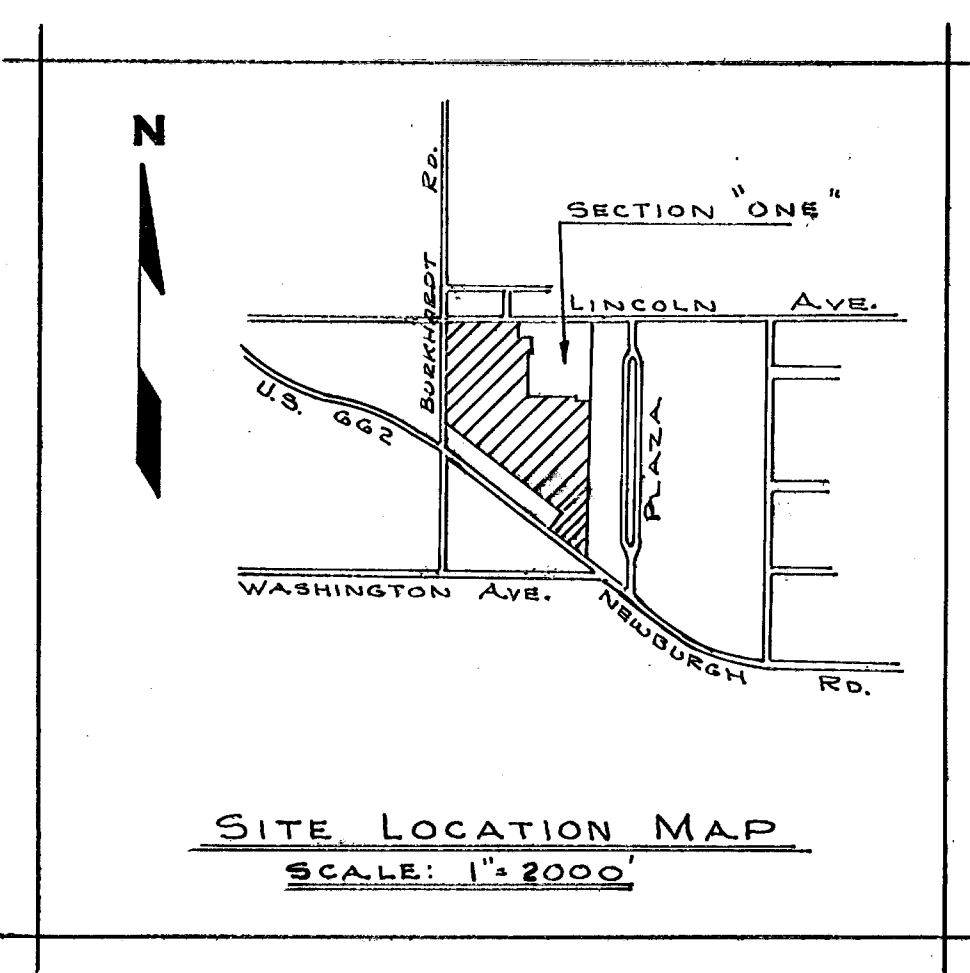 N
BURKHARDT RD.
SECTION "ONE"
LINCOLN AVE.
U.S. 662
PLAZA
WASHINGTON AVE.
NEWBURGH RD.
SITE LOCATION MAP
SCALE: 1"= 2000'